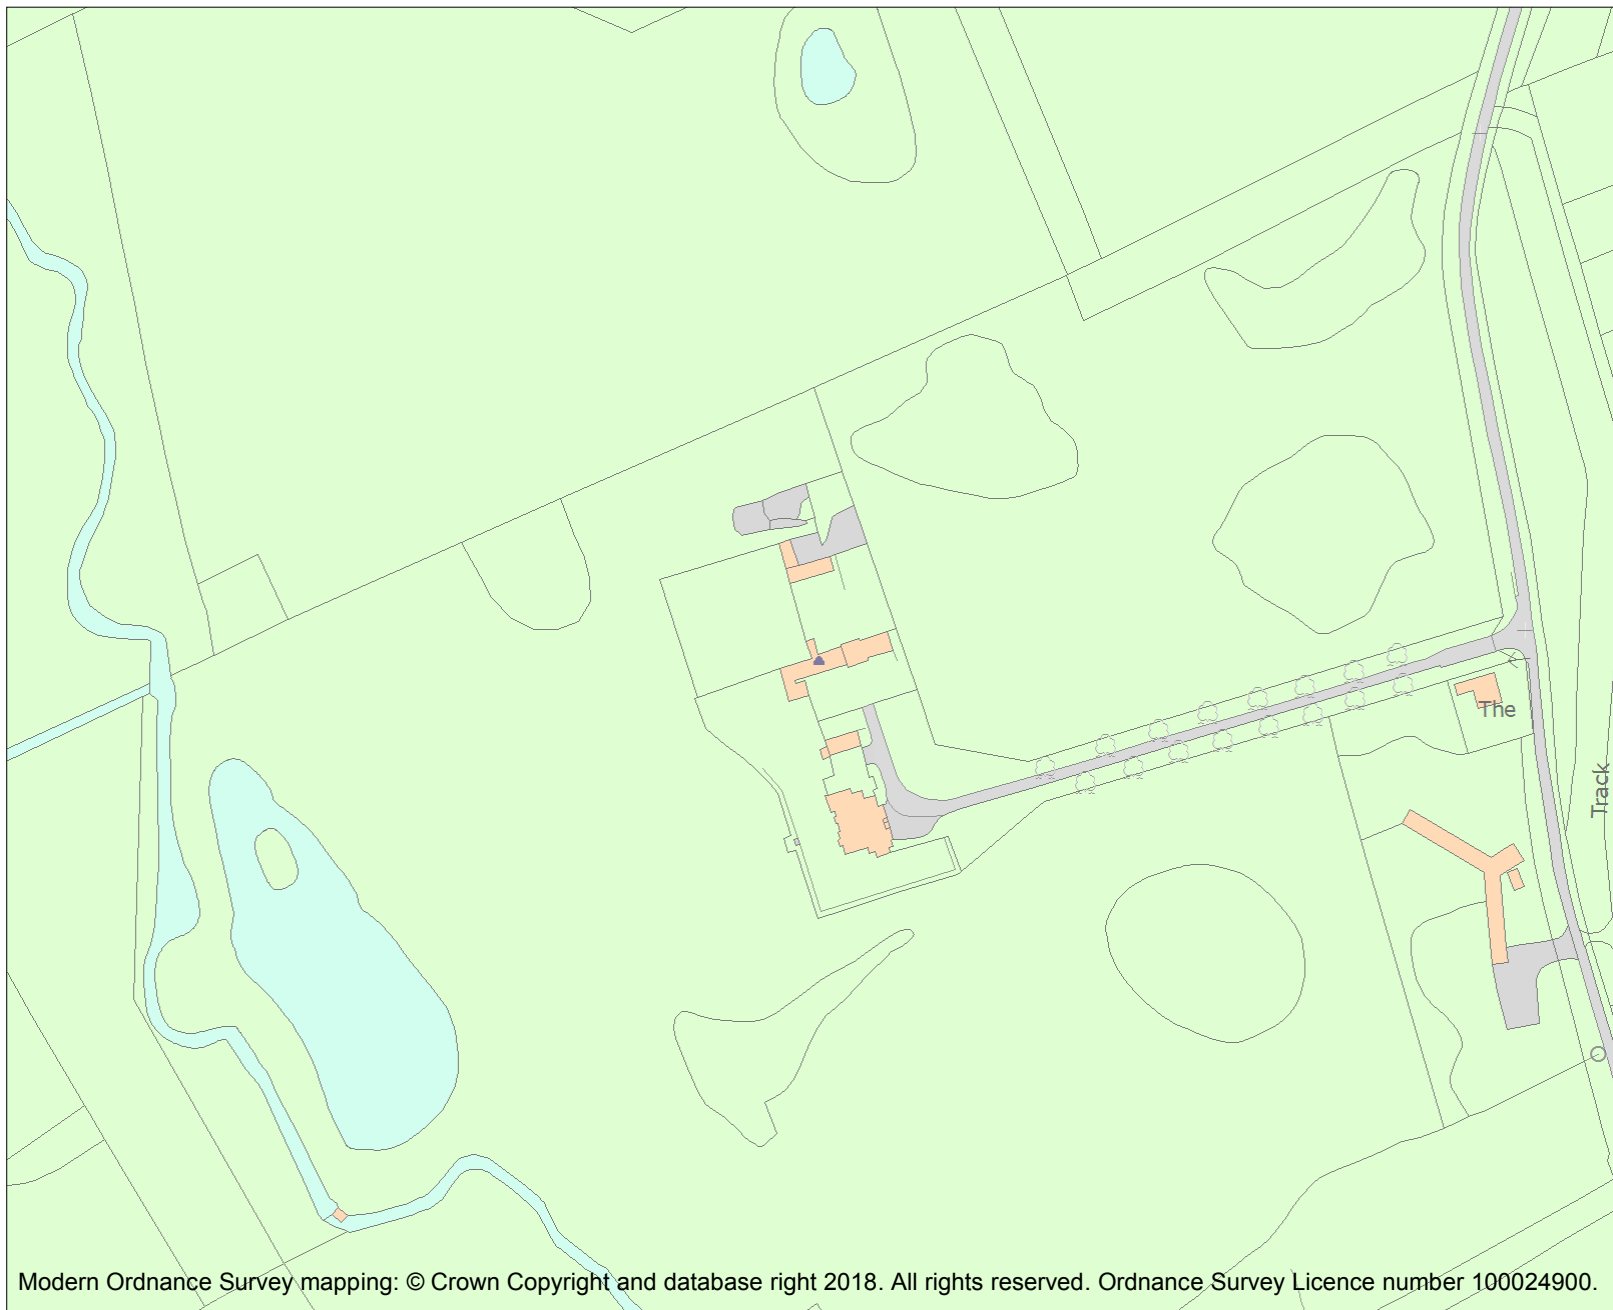 The
Track
Modern Ordnance Survey mapping: © Crown Copyright and database right 2018. All rights reserved. Ordnance Survey Licence number 100024900.